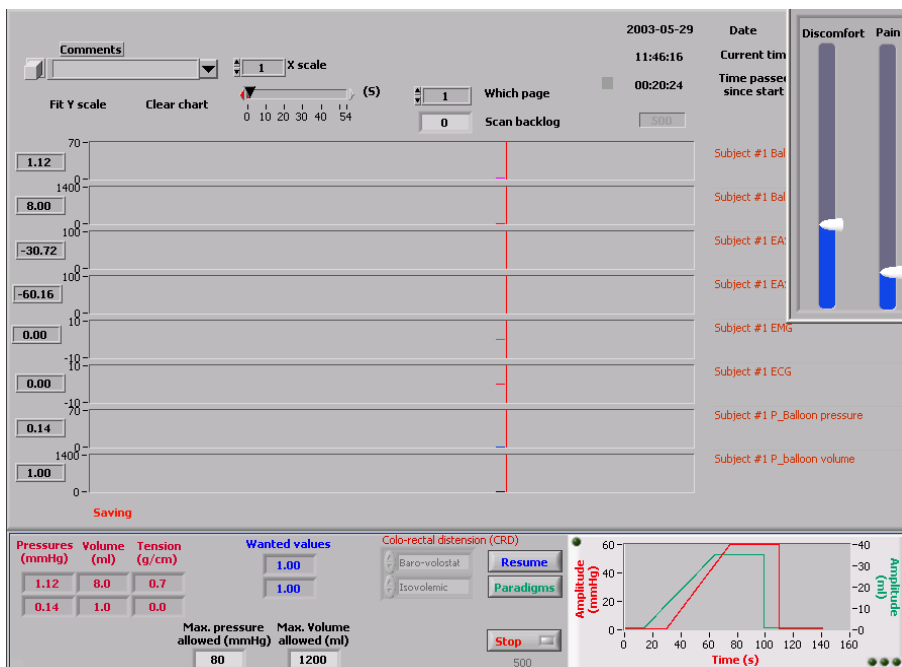 2003-05-29 Date
Discomfort Pain
Comments
11:46:16 Current tim
1 X scale
00:20:24 Time passe
since start
(S)
Fit Y scale Clear chart
1 Which page
0 10 20 30 40 54
0 Scan backlog 500
70
1.12
Subject #1 Bal
0
1400
8.00
Subject #1 Bal
0
100
-30.72
Subject #1 EA
0
100
-60.16
Subject #1 EA
0
10
0.00
Subject #1 EMG
-10
10
0.00
Subject #1 ECG
-10
70
0.14
Subject #1 P_Balloon pressure
0
1400
1.00
Subject #1 P_balloon volume
0
Saving
Pressures (mmHg) Volume (ml) Tension (g/cm)
1.12 8.0 0.7
0.14 1.0 0.0
Wanted values
1.00
1.00
Colo-rectal distension (CRD)
Baro-volostat Resume
Isovolemic Paradigms
Max. pressure allowed (mmHg) Max. Volume allowed (ml)
80 1200
Stop
500
Amplitude (mmHg)
60 40 20 0
40 30 20 10 0
Amplitude (ml)
0 20 40 60 80 100 120 140 160
Time (s)